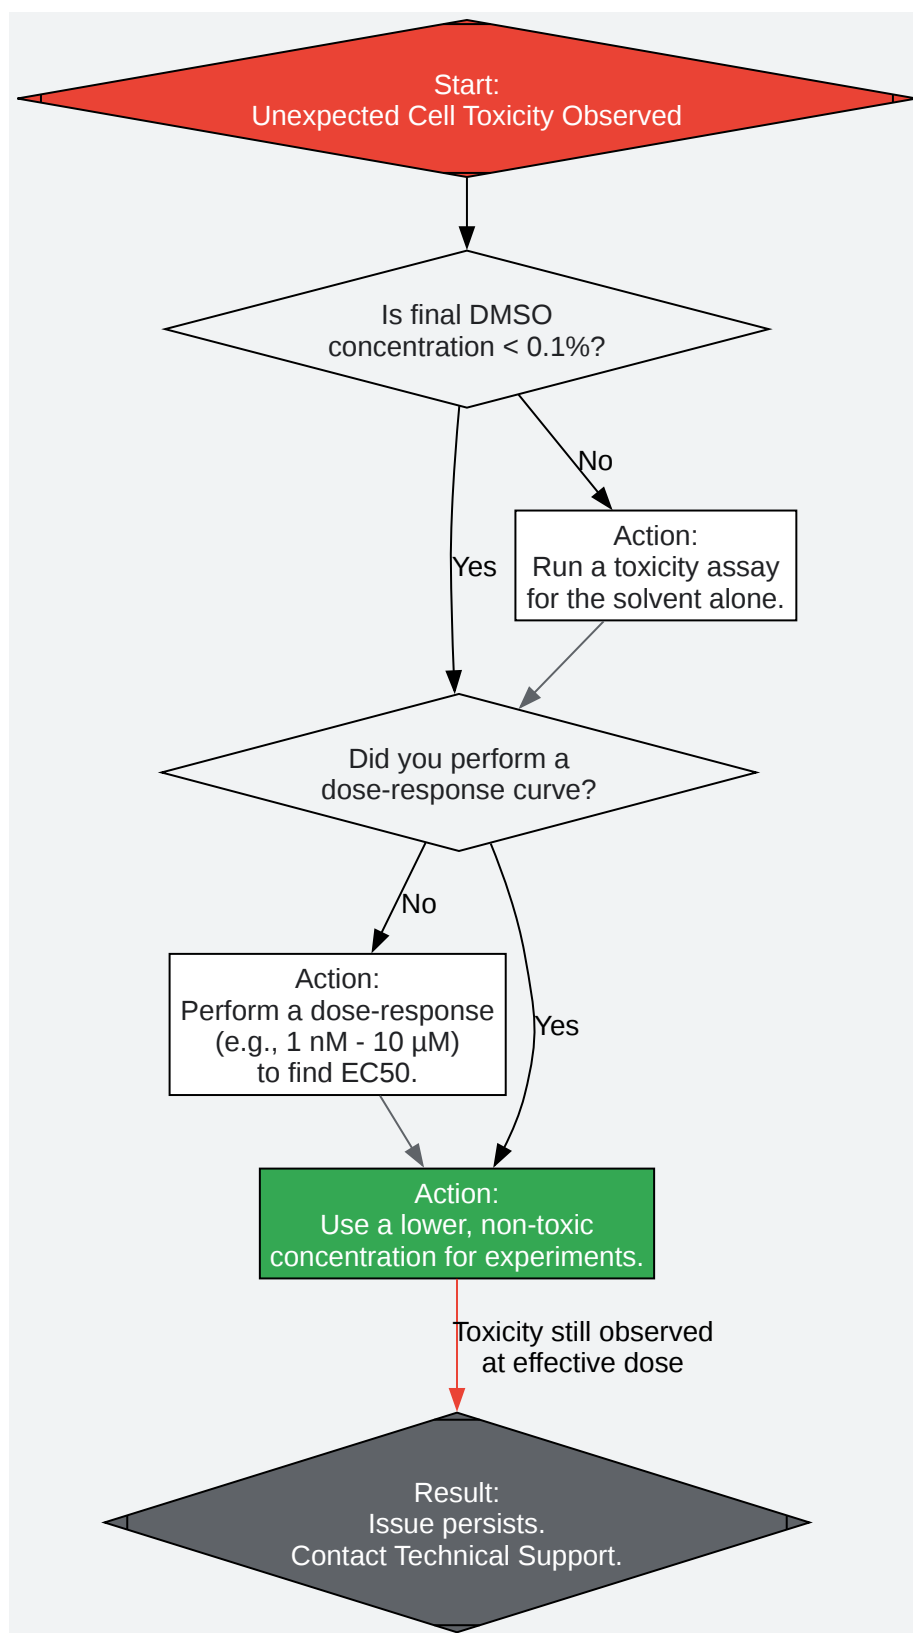 Start:
Unexpected Cell Toxicity Observed
Is final DMSO
concentration < 0.1%?
No
Action:
Run a toxicity assay
for the solvent alone.
Yes
Did you perform a
dose-response curve?
No
Action:
Perform a dose-response
(e.g., 1 nM - 10 µM)
to find EC50.
Yes
Action:
Use a lower, non-toxic
concentration for experiments.
Toxicity still observed
at effective dose
Result:
Issue persists.
Contact Technical Support.